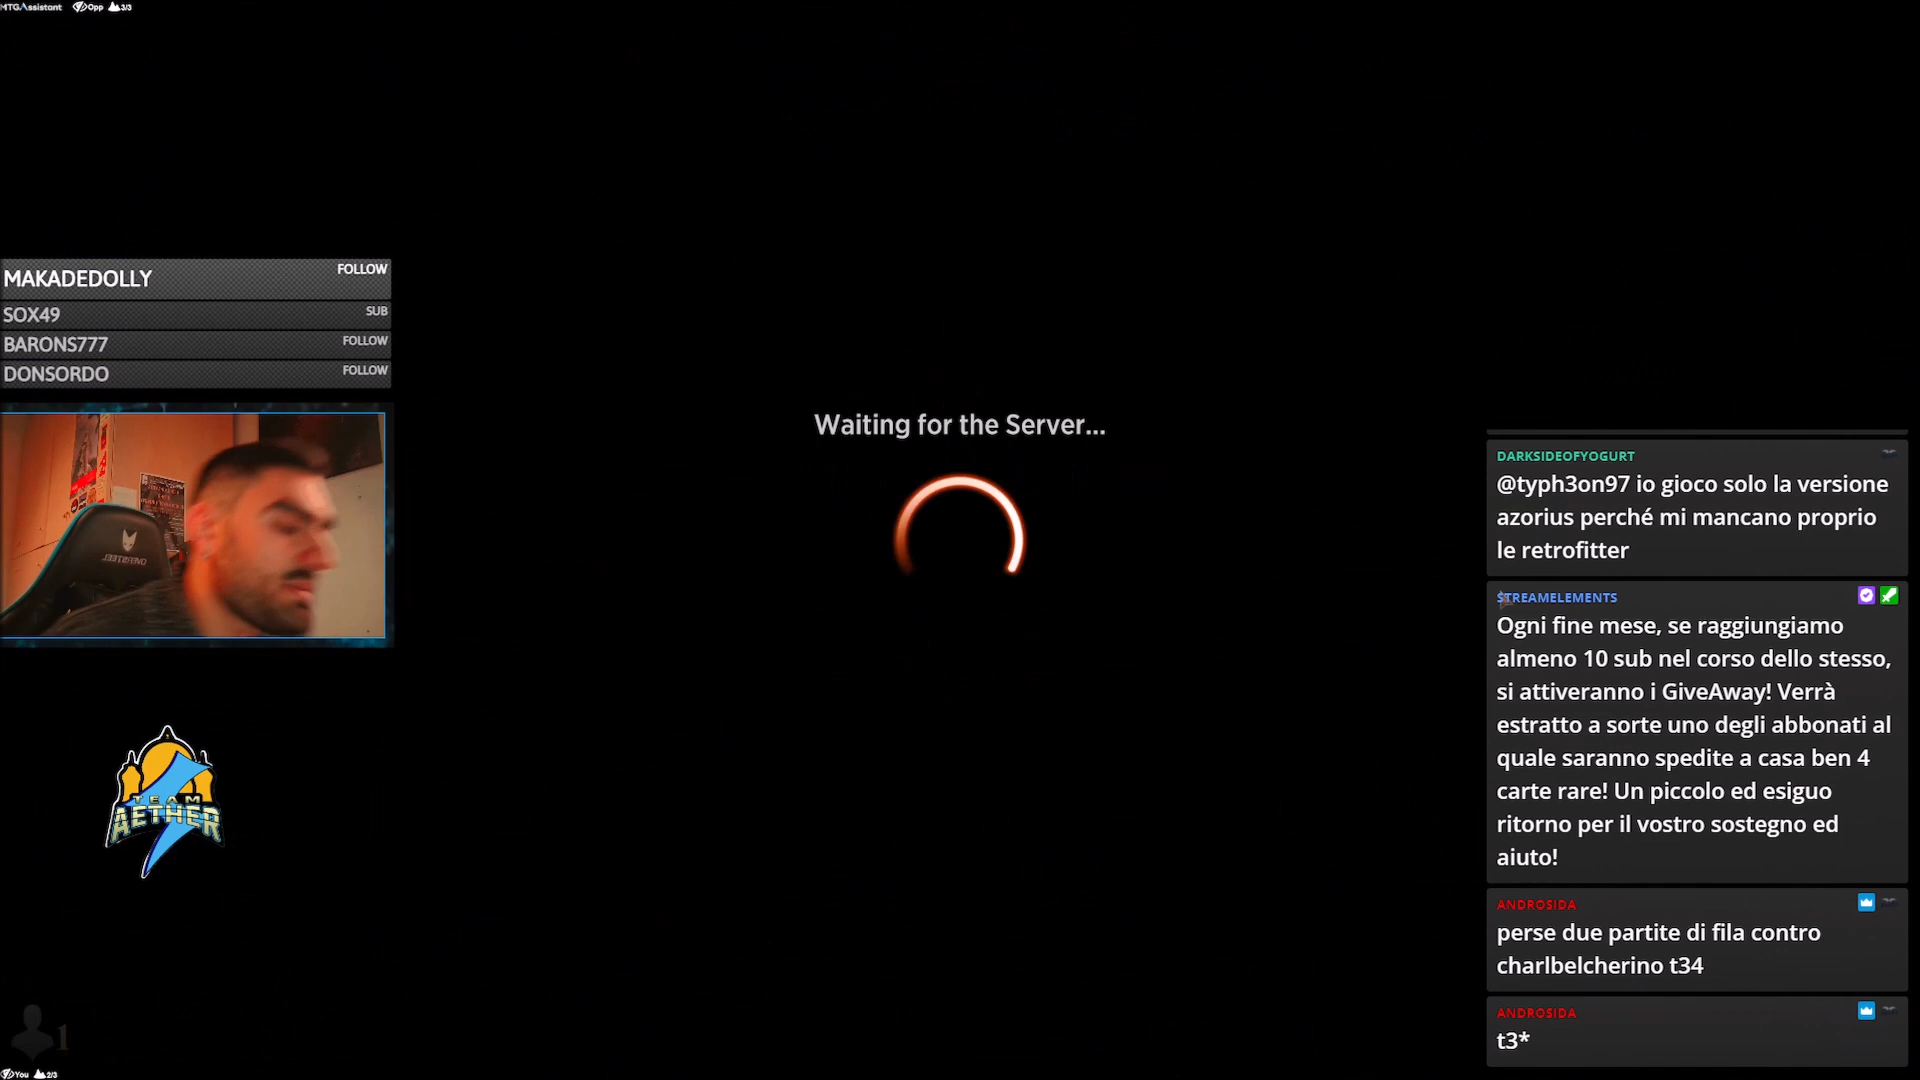 MTGAssistant Opp 3/3
MAKADEDOLLY FOLLOW
SOX49 SUB
BARONS777 FOLLOW
DONSORDO FOLLOW
TEAM
AETHER
Waiting for the Server...
DARKSIDEOFYOGURT
@typh3on97 io gioco solo la versione
azorius perché mi mancano proprio
le retrofitter
STREAMELEMENTS
Ogni fine mese, se raggiungiamo
almeno 10 sub nel corso dello stesso,
si attiveranno i GiveAway! Verrà
estratto a sorte uno degli abbonati al
quale saranno spedite a casa ben 4
carte rare! Un piccolo ed esiguo
ritorno per il vostro sostegno ed
aiuto!
ANDROSIDA
perse due partite di fila contro
charlbelcherino t34
ANDROSIDA
t3*
1
You 2/3